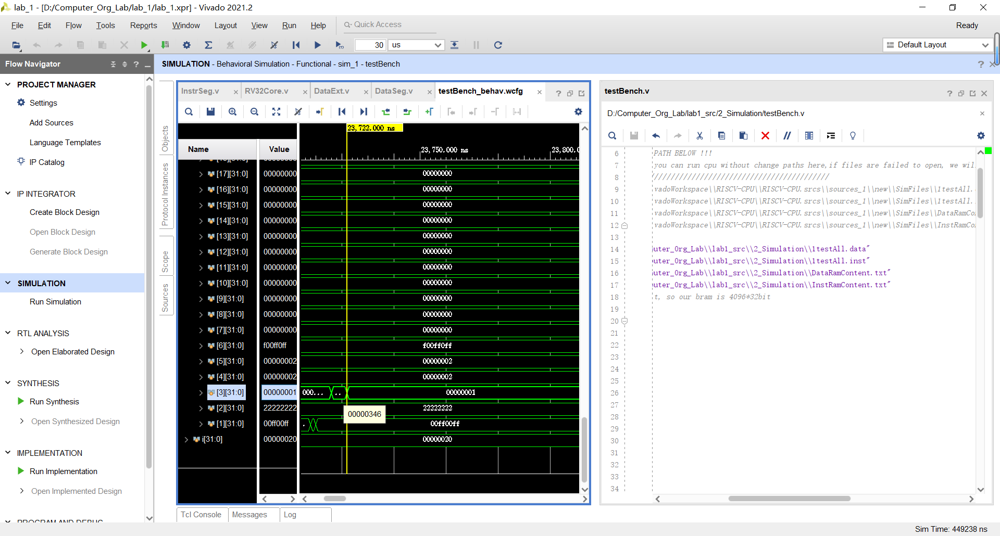 lab_1 - [D:/Computer_Org_Lab/lab_1/lab_1.xpr] - Vivado 2021.2
File Edit Flow Tools Reports Window Layout View Run Help Quick Access Ready
30 us Default Layout
Flow Navigator
SIMULATION - Behavioral Simulation - Functional - sim_1 - testBench
PROJECT MANAGER
Settings
Add Sources
Language Templates
IP Catalog
IP INTEGRATOR
Create Block Design
Open Block Design
Generate Block Design
SIMULATION
Run Simulation
RTL ANALYSIS
Open Elaborated Design
SYNTHESIS
Run Synthesis
Open Synthesized Design
IMPLEMENTATION
Run Implementation
Open Implemented Design
PROGRAM AND DEBUG
Objects
Protocol Instances
Scope
Sources
InstrSeg.v RV32Core.v DataExt.v DataSeg.v testBench_behav.wcfg
23,722.000 ns
Name Value 23,750.000 ns 23,800.0
[17][31:0] 00000000 00000000
[16][31:0] 00000000 00000000
[15][31:0] 00000000 00000000
[14][31:0] 00000000 00000000
[13][31:0] 00000000 00000000
[12][31:0] 00000000 00000000
[11][31:0] 00000000 00000000
[10][31:0] 00000000 00000000
[9][31:0] 00000000 00000000
[8][31:0] 00000000 00000000
[7][31:0] 00000000 00000000
[6][31:0] f00ff0ff f00ff0ff
[5][31:0] 00000002 00000002
[4][31:0] 00000002 00000002
[3][31:0] 00000001 000... .. 00000001
[2][31:0] 22222222 22222222
00000346
[1][31:0] 00ff00ff . 00ff00ff
i[31:0] 00000020 00000020
Tcl Console Messages Log
testBench.v
D:/Computer_Org_Lab/lab1_src/2_Simulation/testBench.v
6 PATH BELOW !!!
7 you can run cpu without change paths here,if files are failed to open, we wil
8 //////////////////////////////////////////
9 vadoWorkspace\\RISCV-CPU\\RISCV-CPU.srcs\\sources_1\\new\\SimFiles\\1testAll.
10 vadoWorkspace\\RISCV-CPU\\RISCV-CPU.srcs\\sources_1\\new\\SimFiles\\1testAll.
11 vadoWorkspace\\RISCV-CPU\\RISCV-CPU.srcs\\sources_1\\new\\SimFiles\\DataRamCo
12 vadoWorkspace\\RISCV-CPU\\RISCV-CPU.srcs\\sources_1\\new\\SimFiles\\InstRamCo
13
14 uter_Org_Lab\\lab1_src\\2_Simulation\\1testAll.data"
15 uter_Org_Lab\\lab1_src\\2_Simulation\\1testAll.inst"
16 uter_Org_Lab\\lab1_src\\2_Simulation\\DataRamContent.txt"
17 uter_Org_Lab\\lab1_src\\2_Simulation\\InstRamContent.txt"
18 t, so our bram is 4096*32bit
19
20
21
22
23
24
25
26
27
28
29
30
31
32
33
34
Sim Time: 449238 ns